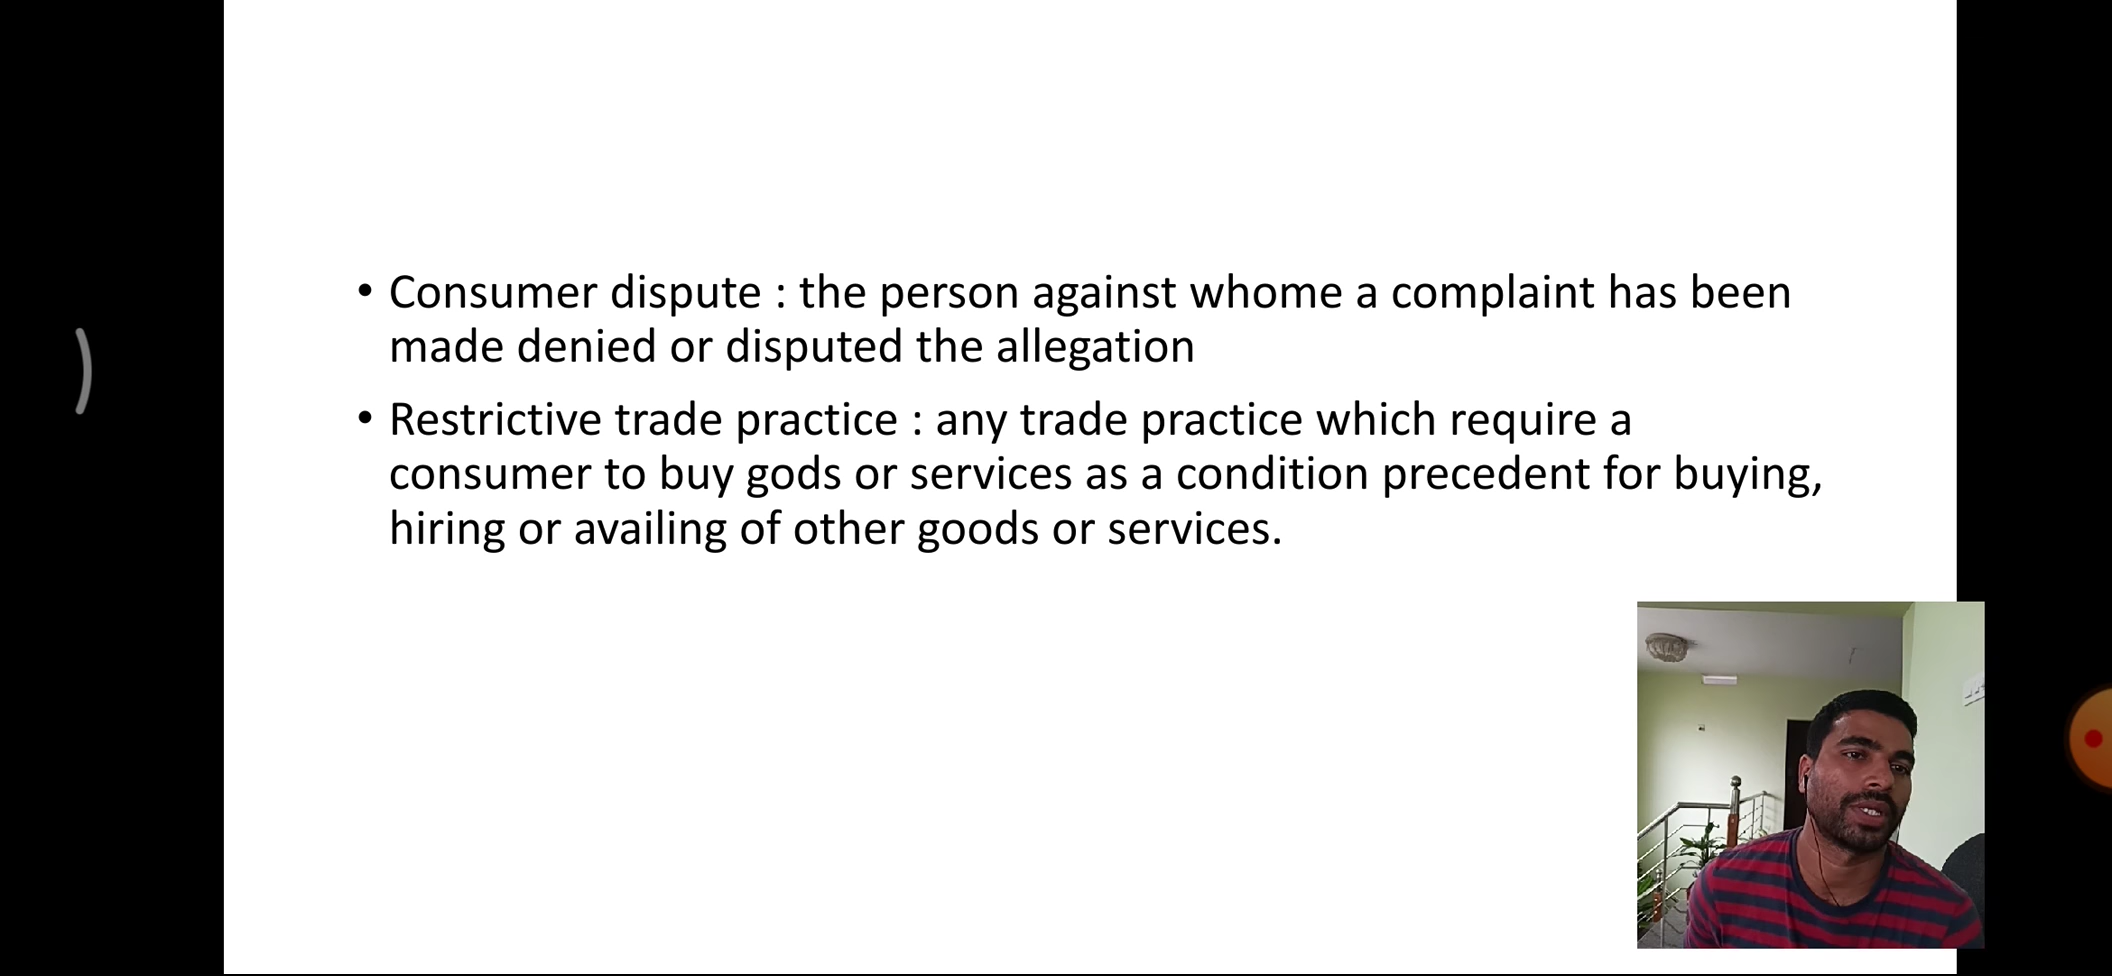 • Consumer dispute : the person against whome a complaint has been
made denied or disputed the allegation
• Restrictive trade practice : any trade practice which require a
consumer to buy gods or services as a condition precedent for buying,
hiring or availing of other goods or services.